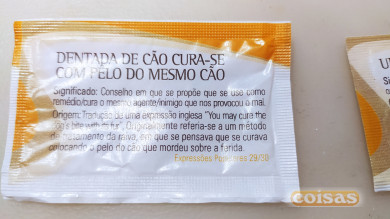 DENTADA DE CÃO CURA-SE
COM PELO DO MESMO CÃO
Significado: Conselho em que se propõe que se use como
remédio/cura o mesmo agente/inimigo que nos provocou o mal.
Origem: Tradução de uma expressão inglesa "You may cure the
dog's bite with its fur". Originalmente referia-se a um método
de tratamento da raiva, em que se pensava que se curava
colocando o pelo do cão que mordeu sobre a ferida.
Expressões Populares 29/30
coisas